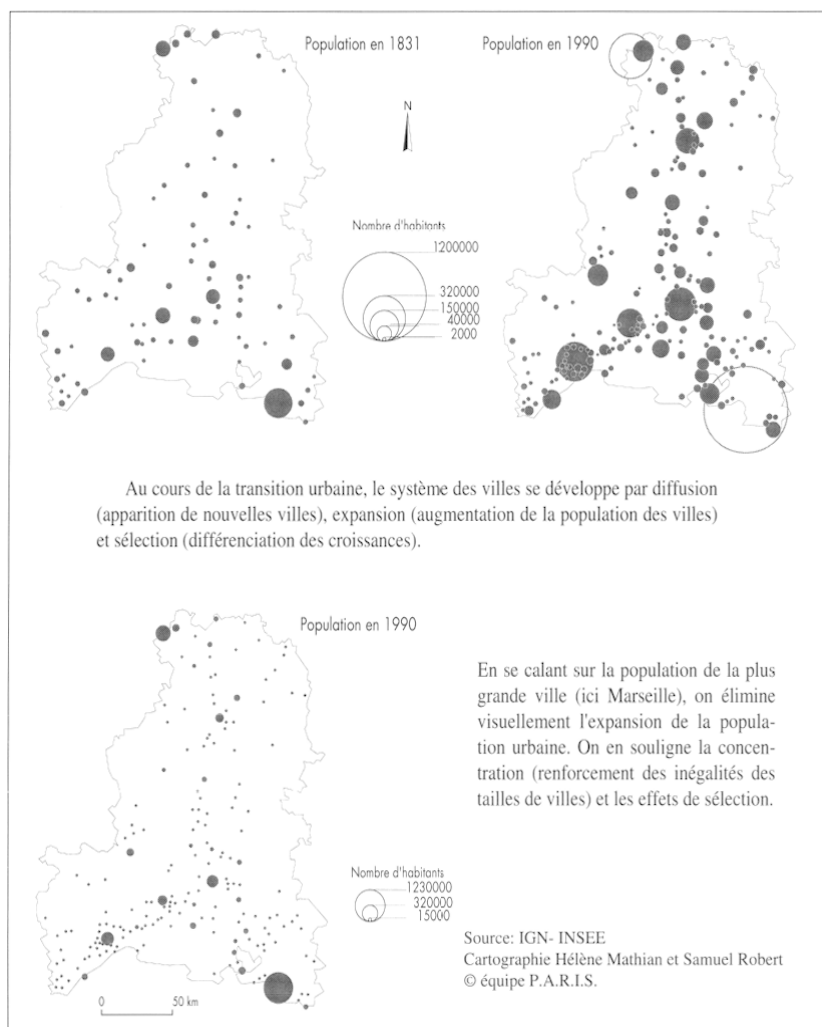 Population en 1831
Population en 1990
N
Nombre d'habitants
1200000
320000
150000
40000
2000
Au cours de la transition urbaine, le système des villes se développe par diffusion
(apparition de nouvelles villes), expansion (augmentation de la population des villes)
et sélection (différenciation des croissances).
Population en 1990
En se calant sur la population de la plus
grande ville (ici Marseille), on élimine
visuellement l'expansion de la popula-
tion urbaine. On en souligne la concen-
tration (renforcement des inégalités des
tailles de villes) et les effets de sélection.
Nombre d'habitants
1230000
320000
15000
0 50 km
Source: IGN- INSEE
Cartographie Hélène Mathian et Samuel Robert
© équipe P.A.R.I.S.